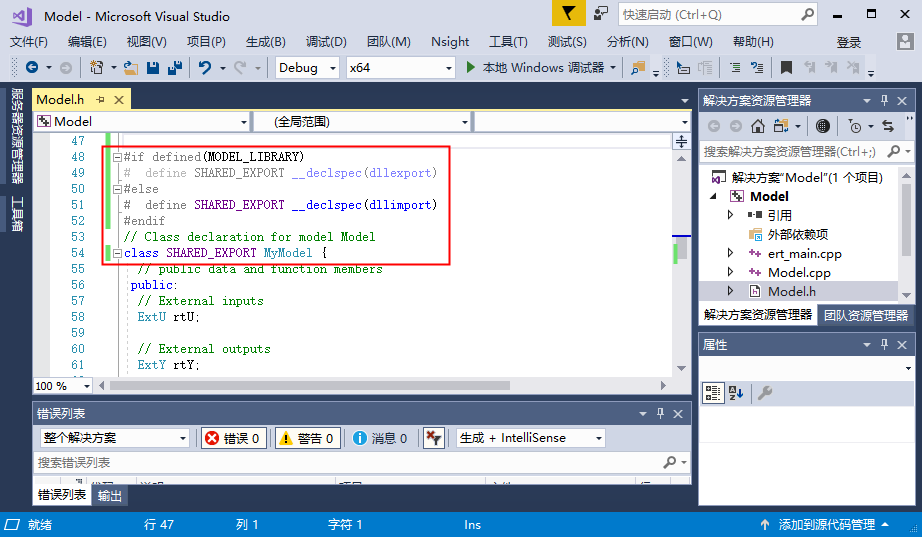 Model - Microsoft Visual Studio
快速启动 (Ctrl+Q)
文件(F) 编辑(E) 视图(V) 项目(P) 生成(B) 调试(D) 团队(M) Nsight 工具(T) 测试(S) 分析(N) 窗口(W) 帮助(H) 登录
Debug x64 本地 Windows 调试器
服务器资源管理器
工具箱
Model.h
Model (全局范围)
47
48 #if defined(MODEL_LIBRARY)
49 #  define SHARED_EXPORT __declspec(dllexport)
50 #else
51 #  define SHARED_EXPORT __declspec(dllimport)
52 #endif
53 // Class declaration for model Model
54 class SHARED_EXPORT MyModel {
55 // public data and function members
56 public:
57 // External inputs
58 ExtU rtU;
59
60 // External outputs
61 ExtY rtY;
100 %
错误列表
整个解决方案 错误 0 警告 0 消息 0 生成 + IntelliSense
搜索错误列表
错误列表 输出
解决方案资源管理器
搜索解决方案资源管理器(Ctrl+;)
解决方案"Model"(1 个项目)
Model
引用
外部依赖项
ert_main.cpp
Model.cpp
Model.h
解决方案资源管理器 团队资源管理器
属性
就绪 行 47 列 1 字符 1 Ins 添加到源代码管理